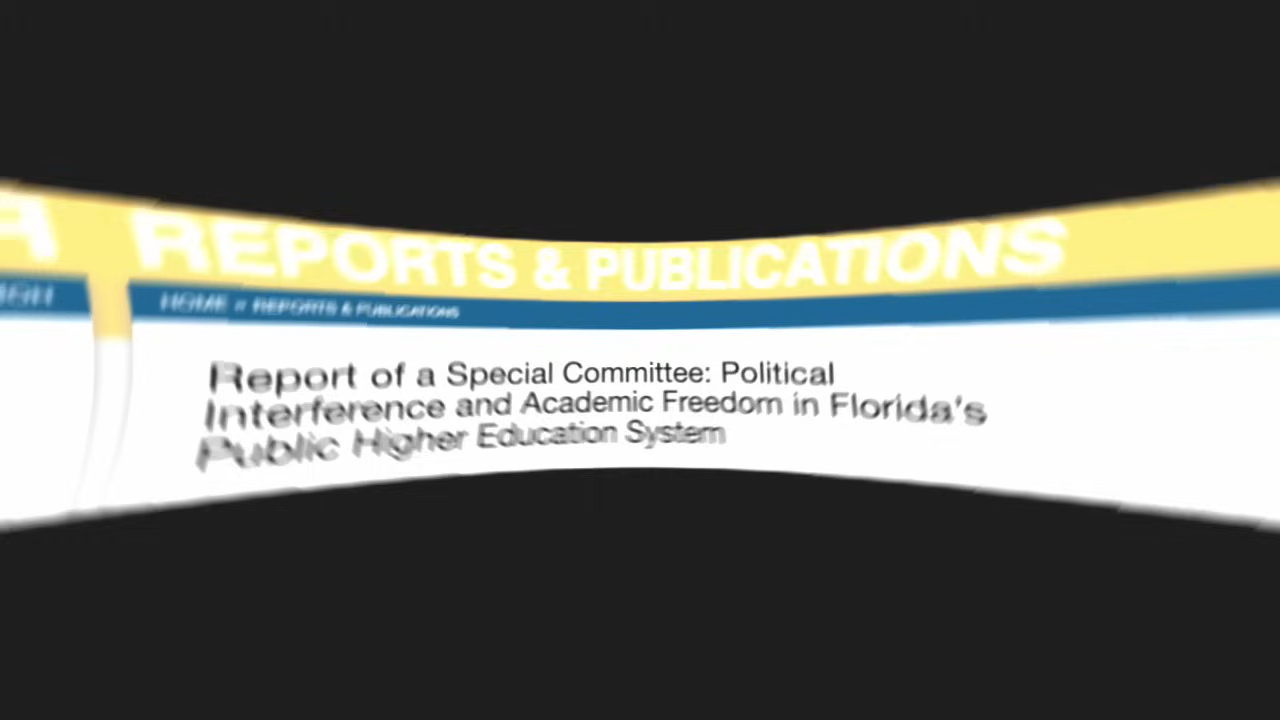 REPORTS & PUBLICATIONS
HOME » REPORTS & PUBLICATIONS
Report of a Special Committee: Political
Interference and Academic Freedom in Florida's
Public Higher Education System